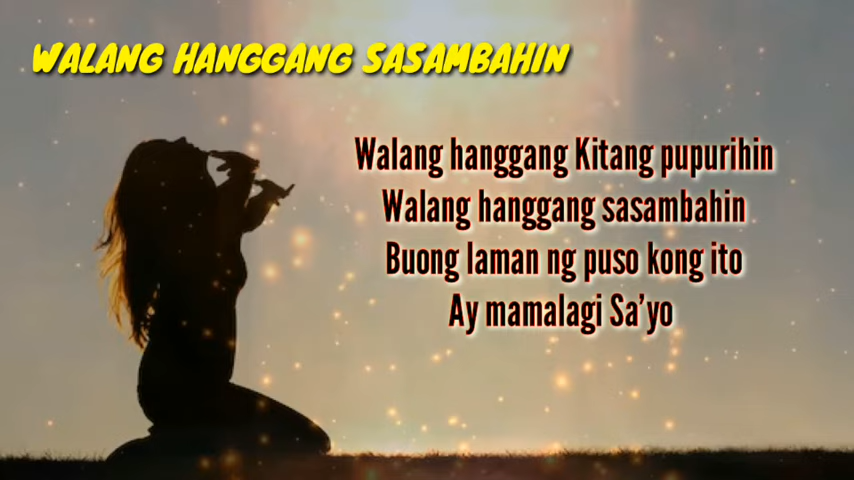 WALANG HANGGANG SASAMBAHIN
Walang hanggang Kitang pupurihin
Walang hanggang sasambahin
Buong laman ng puso kong ito
Ay mamalagi Sa'yo